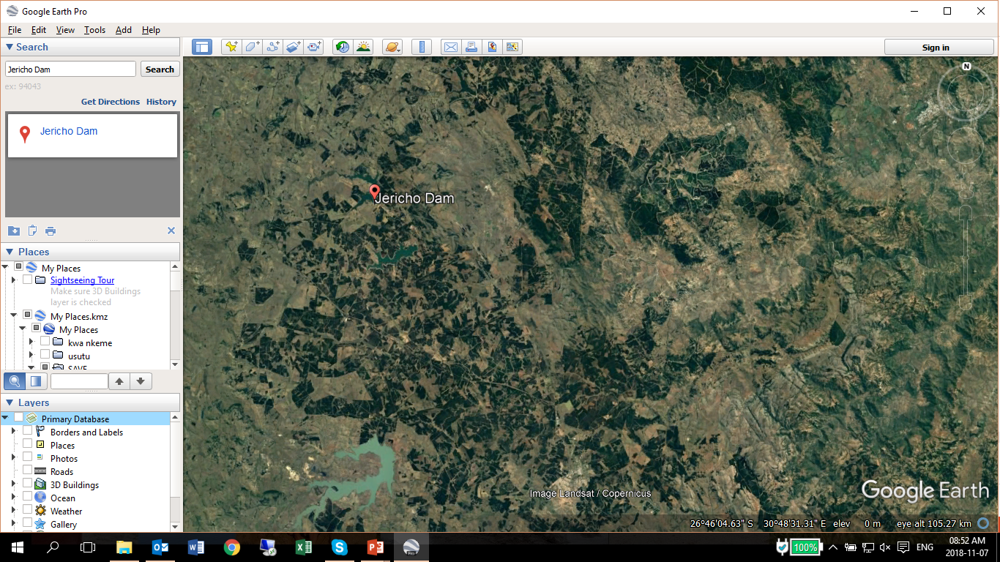 Google Earth Pro
File Edit View Tools Add Help
Search
Sign in
Jericho Dam
Search
ex: 94043
Get Directions History
Jericho Dam
Jericho Dam
Places
My Places
Sightseeing Tour
Make sure 3D Buildings
layer is checked
My Places.kmz
My Places
kwa nkeme
usutu
SAVE
Layers
Primary Database
Borders and Labels
Places
Photos
Roads
3D Buildings
Ocean
Weather
Gallery
N
Image Landsat / Copernicus
Google Earth
26°46'04.63" S 30°48'31.31" E elev 0 m eye alt 105.27 km
100% ENG 08:52 AM
2018-11-07